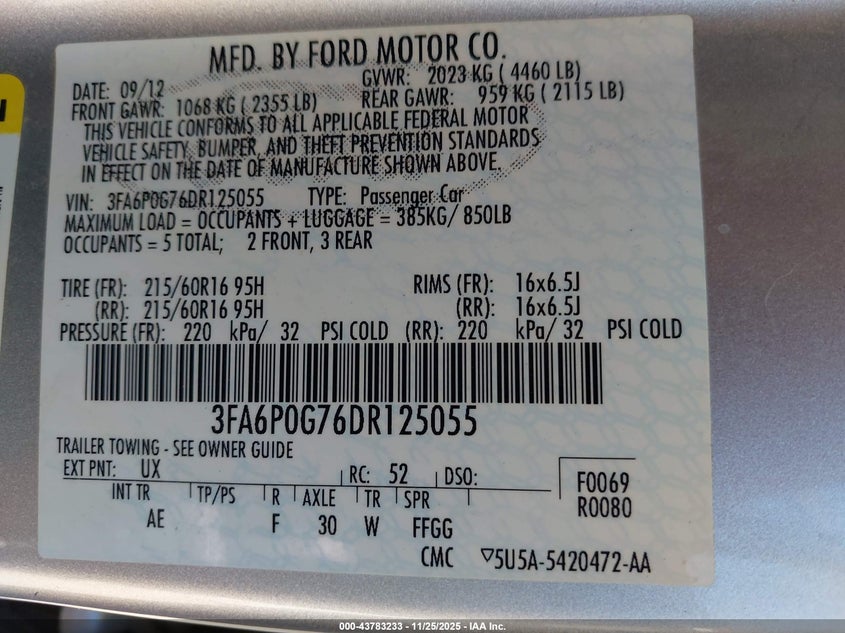 MFD. BY FORD MOTOR CO.
DATE: 09/12 GVWR: 2023 KG ( 4460 LB)
FRONT GAWR: 1068 KG ( 2355 LB) REAR GAWR: 959 KG ( 2115 LB)
THIS VEHICLE CONFORMS TO ALL APPLICABLE FEDERAL MOTOR
VEHICLE SAFETY, BUMPER, AND THEFT PREVENTION STANDARDS
IN EFFECT ON THE DATE OF MANUFACTURE SHOWN ABOVE.
VIN: 3FA6P0G76DR125055 TYPE: Passenger Car
MAXIMUM LOAD = OCCUPANTS + LUGGAGE = 385KG/ 850LB
OCCUPANTS = 5 TOTAL; 2 FRONT, 3 REAR
TIRE (FR): 215/60R16 95H RIMS (FR): 16x6.5J
(RR): 215/60R16 95H (RR): 16x6.5J
PRESSURE (FR): 220 kPa/ 32 PSI COLD (RR): 220 kPa/ 32 PSI COLD
3FA6P0G76DR125055
TRAILER TOWING - SEE OWNER GUIDE
EXT PNT: UX RC: 52 DSO: F0069
INT TR TP/PS R AXLE TR SPR R0080
AE F 30 W FFGG
CMC ▽5U5A-5420472-AA
000-43783233 - 11/25/2025 - IAA Inc.